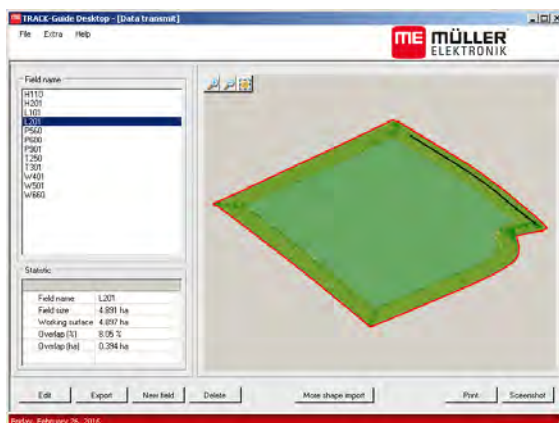 TRACK-Guide Desktop - [Data transmit]
File Extra Help
ME MÜLLER
ELEKTRONIK
Field name
H110
H201
L101
L201
P560
P600
P901
T250
T301
W401
W501
W660
Statistic
Field name L201
Field size 4.891 ha
Working surface 4.897 ha
Overlap (%) 8.05 %
Overlap (ha) 0.394 ha
Edit Export New field Delete More shape import Print Screenshot
Friday, February 26, 2016